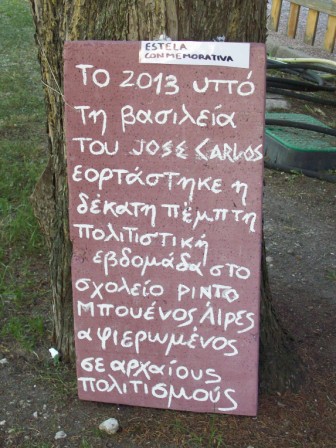 ESTELA
CONMEMORATIVA
ΤΟ 2013 υπό
τη βασιλεία
του JOSE CARLOS
εορτάστηκε η
δέκατη πέμπτη
πολιτιστική
εβδομάδα στο
σχολείο PINTO
Μπουένος Άιρες
αφιερωμένος
σε αρχαίους
πολιτισμούς